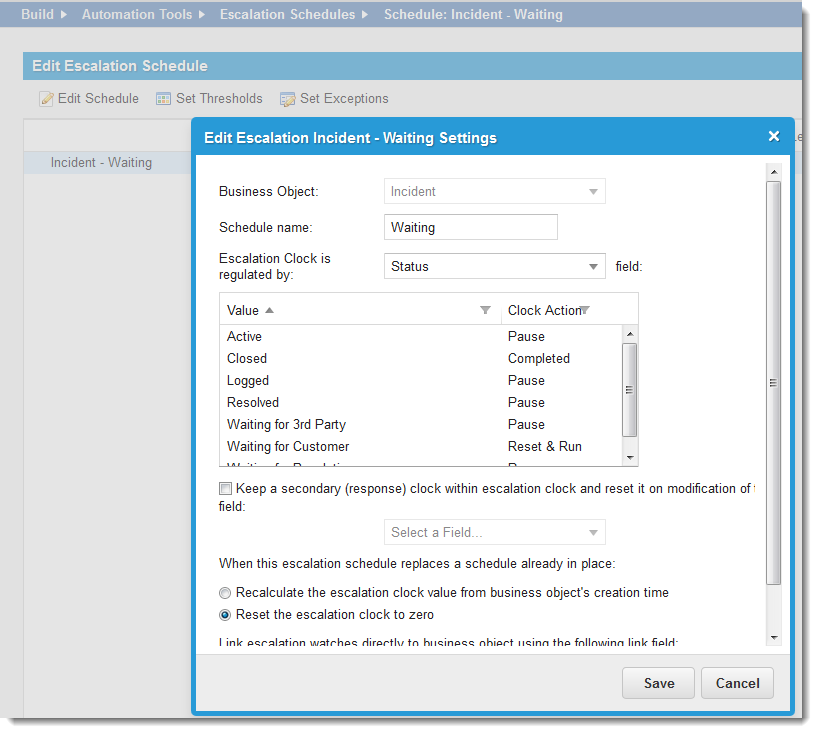 Build Automation Tools Escalation Schedules Schedule: Incident - Waiting
Edit Escalation Schedule
Edit Schedule Set Thresholds Set Exceptions
Incident - Waiting
Edit Escalation Incident - Waiting Settings
Business Object: Incident
Schedule name: Waiting
Escalation Clock is
regulated by: Status field:
Value Clock Action
Active Pause
Closed Completed
Logged Pause
Resolved Pause
Waiting for 3rd Party Pause
Waiting for Customer Reset & Run
Waiting for
Keep a secondary (response) clock within escalation clock and reset it on modification of
field:
Select a Field...
When this escalation schedule replaces a schedule already in place:
Recalculate the escalation clock value from business object's creation time
Reset the escalation clock to zero
Link escalation watches directly to business object using the following link field:
Save Cancel